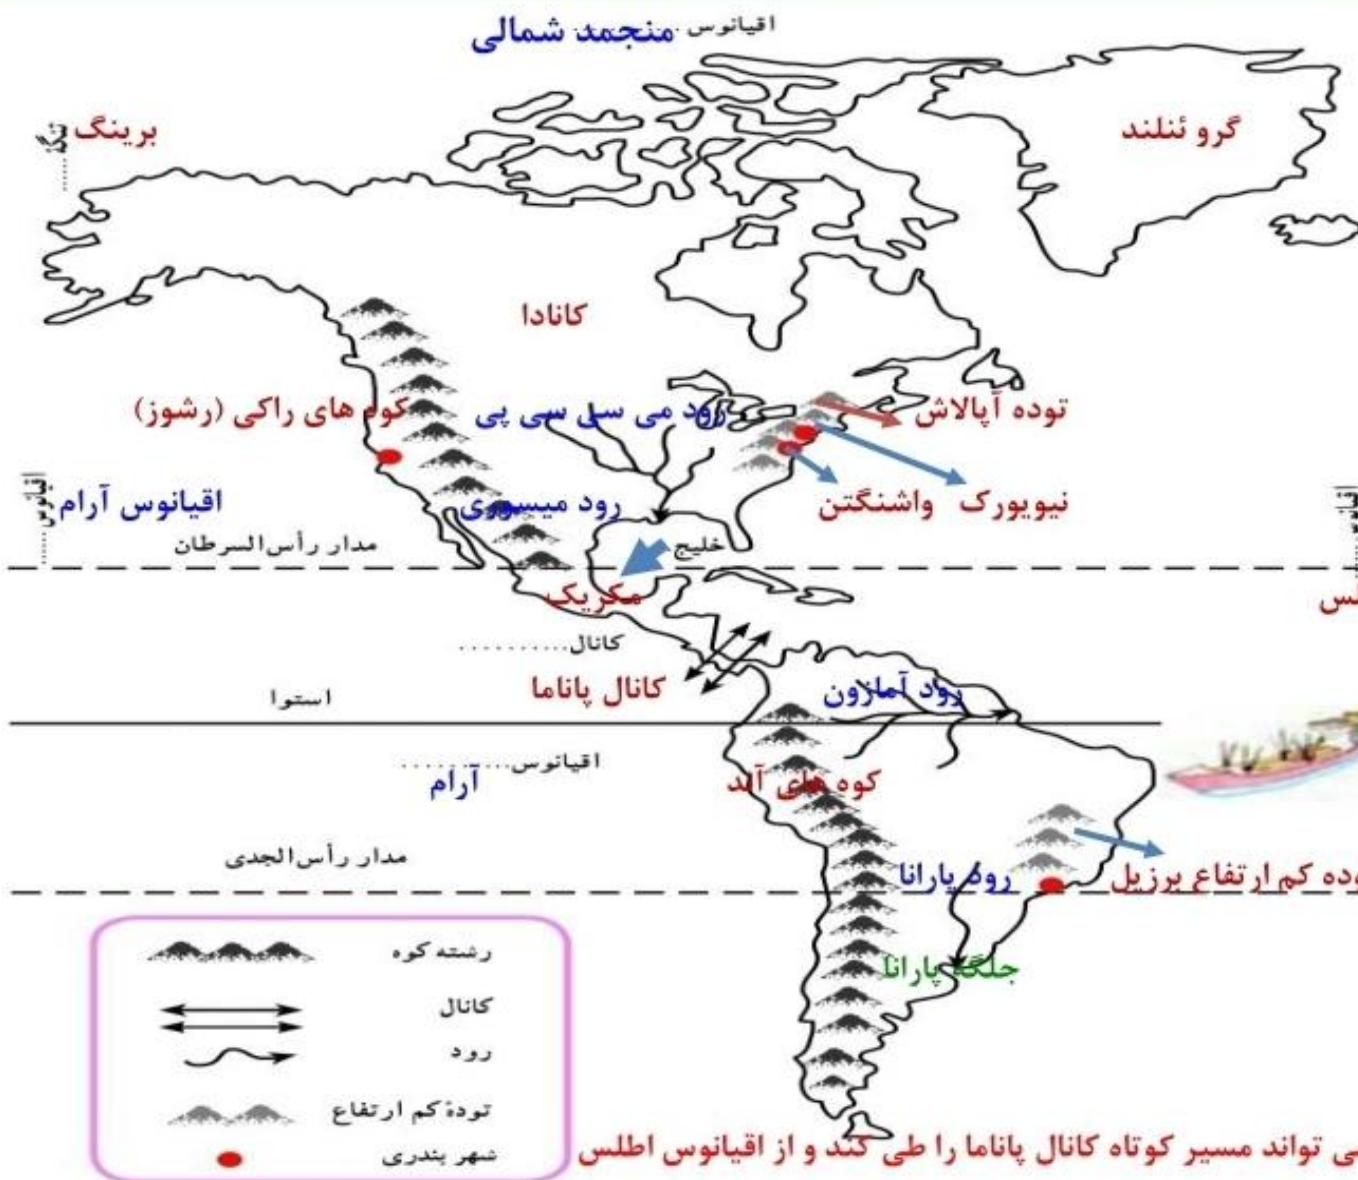 اقیانوس ..منجمد شمالی
تنگهٔ ......
برینگ
گرو ئنلند
کانادا
کوه های راکی (رشوز)
رود می سی سی پی
توده آپالاش
اقیانوس ......
اقیانوس آرام
رود میسوری
واشنگتن
نیویورک
مدار رأس‌السرطان
خلیج
مکزیک
کانال ..........
کانال پاناما
رود آمازون
استوا
اقیانوس ..........
آرام
کوه های آند
مدار رأس‌الجدی
رود پارانا
وده کم ارتفاع برزیل
جلگه پارانا
رشته کوه
کانال
رود
تودهٔ کم ارتفاع
شهر بندری
ی تواند مسیر کوتاه کانال پاناما را طی کند و از اقیانوس اطلس